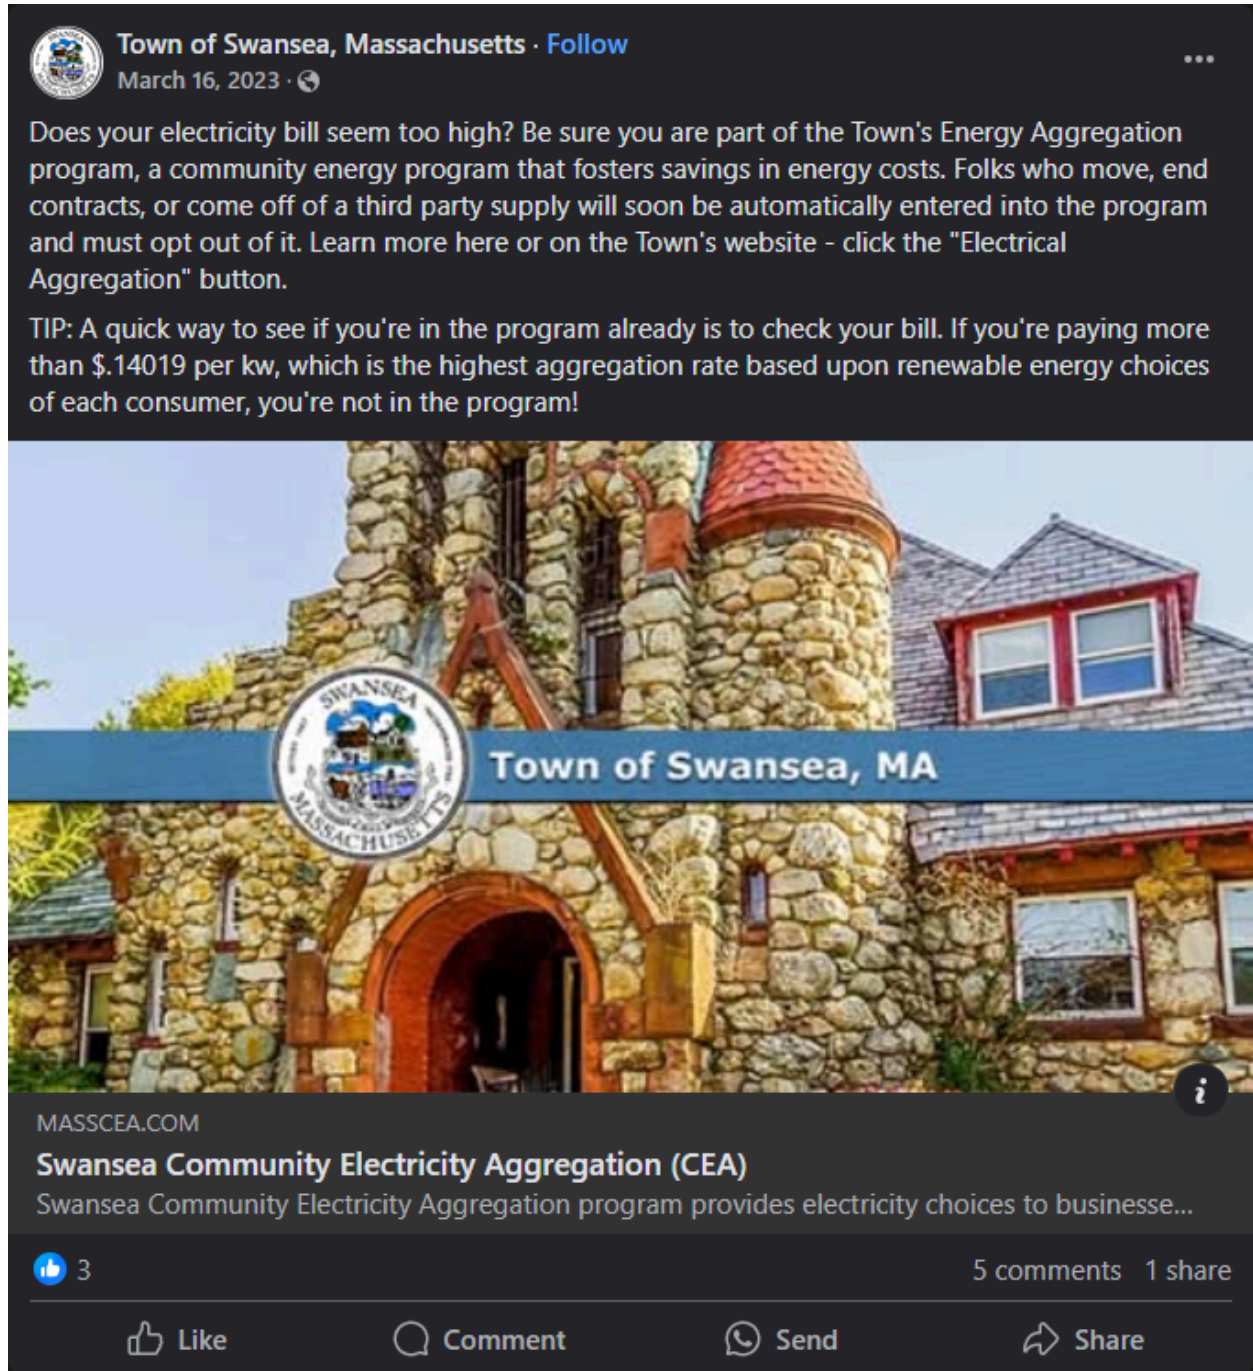 Town of Swansea, Massachusetts · Follow
March 16, 2023 ·
Does your electricity bill seem too high? Be sure you are part of the Town's Energy Aggregation
program, a community energy program that fosters savings in energy costs. Folks who move, end
contracts, or come off of a third party supply will soon be automatically entered into the program
and must opt out of it. Learn more here or on the Town's website - click the "Electrical
Aggregation" button.
TIP: A quick way to see if you're in the program already is to check your bill. If you're paying more
than $.14019 per kw, which is the highest aggregation rate based upon renewable energy choices
of each consumer, you're not in the program!
SWANSEA
MASSACHUSETTS
Town of Swansea, MA
MASSCEA.COM
Swansea Community Electricity Aggregation (CEA)
Swansea Community Electricity Aggregation program provides electricity choices to businesse...
3
5 comments 1 share
Like Comment Send Share